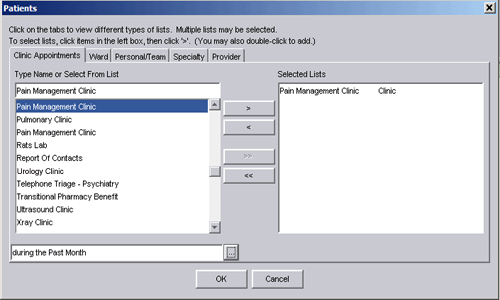 Patients
Click on the tabs to view different types of lists. Multiple lists may be selected.
To select lists, click items in the left box, then click '>'. (You may also double-click to add.)
Clinic Appointments Ward Personal/Team Specialty Provider
Type Name or Select From List
Selected Lists
Pain Management Clinic
Pain Management Clinic
Pulmonary Clinic
Pain Management Clinic
Rats Lab
Report Of Contacts
Urology Clinic
Telephone Triage - Psychiatry
Transitional Pharmacy Benefit
Ultrasound Clinic
Xray Clinic
>
<
>>
<<
Pain Management Clinic Clinic
during the Past Month
...
OK Cancel